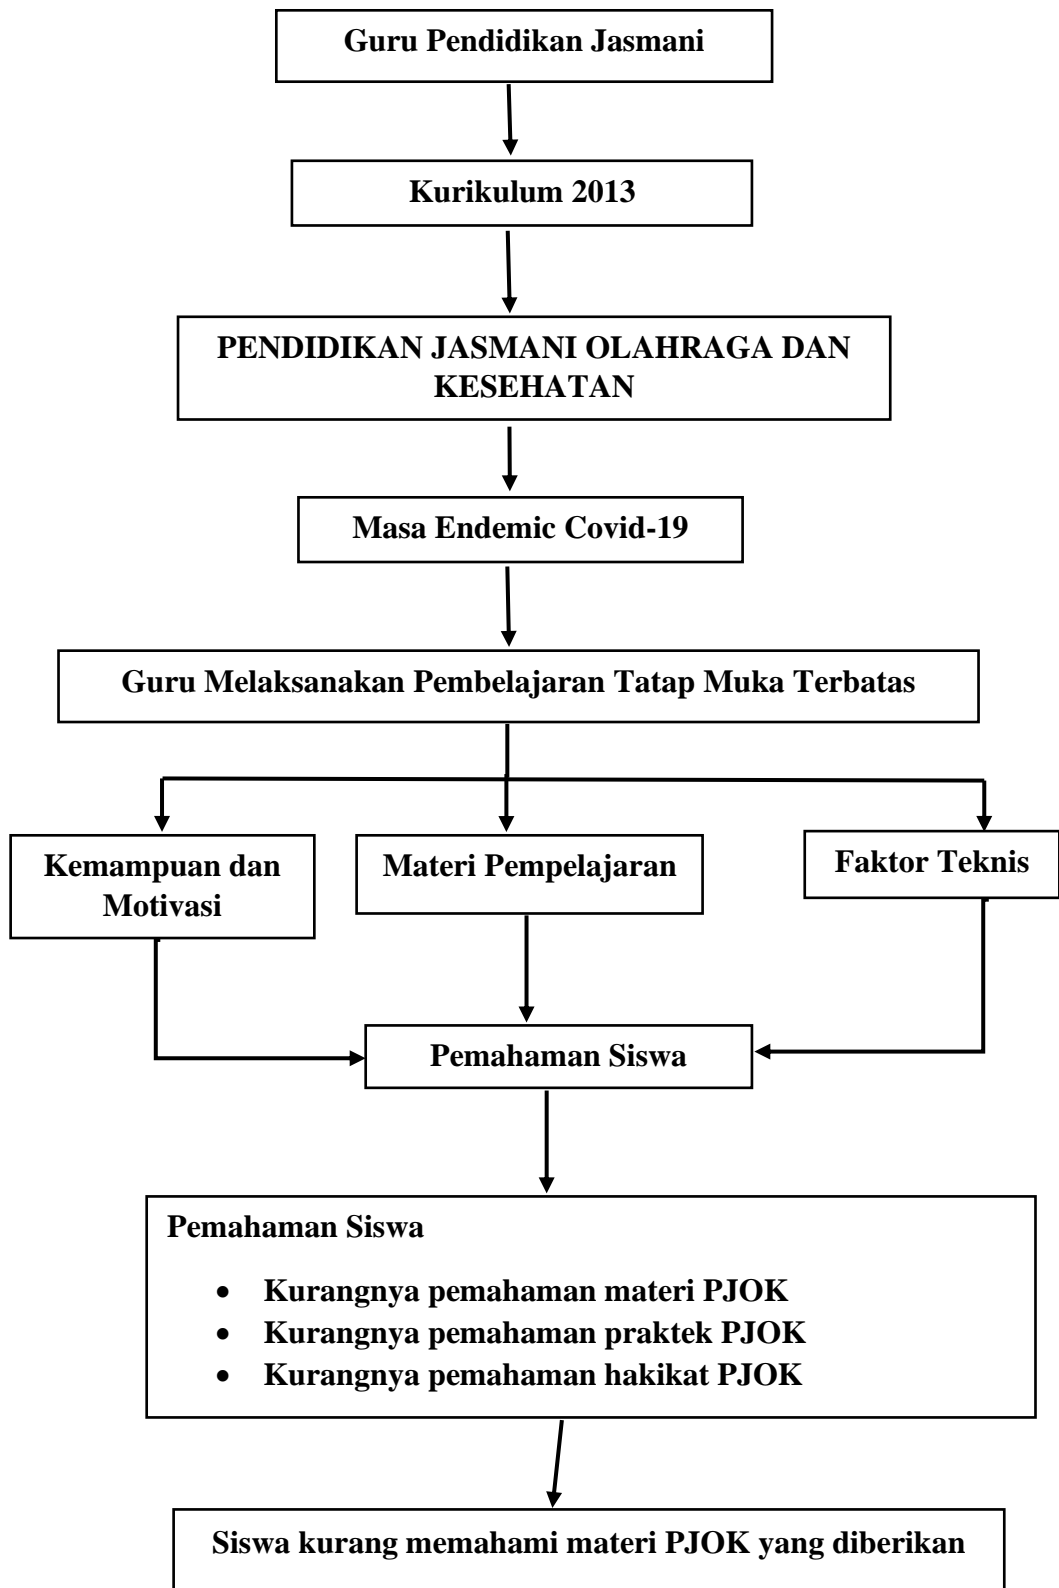 Guru Pendidikan Jasmani
Kurikulum 2013
PENDIDIKAN JASMANI OLAHRAGA DAN
KESEHATAN
Masa Endemic Covid-19
Guru Melaksanakan Pembelajaran Tatap Muka Terbatas
Kemampuan dan
Motivasi
Materi Pempelajaran
Faktor Teknis
Pemahaman Siswa
Pemahaman Siswa
• Kurangnya pemahaman materi PJOK
• Kurangnya pemahaman praktek PJOK
• Kurangnya pemahaman hakikat PJOK
Siswa kurang memahami materi PJOK yang diberikan